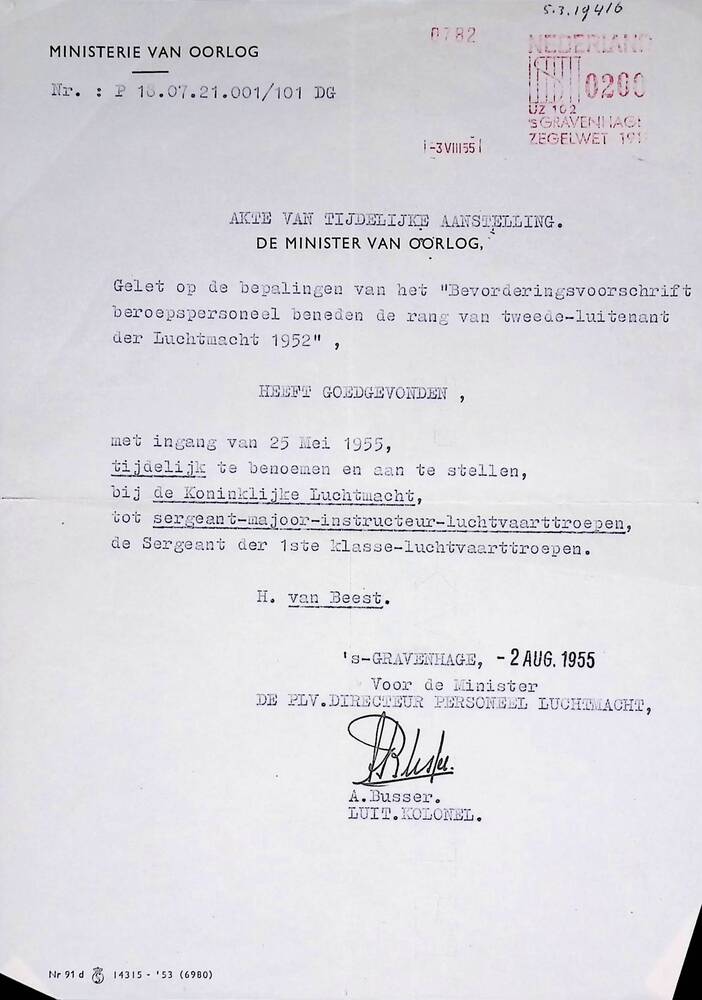 5.3.19416
0782
MINISTERIE VAN OORLOG
NEDERLAND
Nr. : P 18.07.21.001/101 DG
0200
UZ 102
'sGRAVENHAGE
-3 VIII 55
ZEGELWET 191
AKTE VAN TIJDELIJKE AANSTELLING.
DE MINISTER VAN OORLOG,
Gelet op de bepalingen van het "Bevorderingsvoorschrift
beroepspersoneel beneden de rang van tweede-luitenant
der Luchtmacht 1952" ,
HEEFT GOEDGEVONDEN ,
met ingang van 25 Mei 1955,
tijdelijk te benoemen en aan te stellen,
bij de Koninklijke Luchtmacht,
tot sergeant-majoor-instructeur-luchtvaarttroepen,
de Sergeant der 1ste klasse-luchtvaarttroepen.
H. van Beest.
's-GRAVENHAGE, - 2 AUG. 1955
Voor de Minister
DE PLV.DIRECTEUR PERSONEEL LUCHTMACHT,
A.Busser.
LUIT.KOLONEL.
Nr 91 d 14315 - '53 (6980)